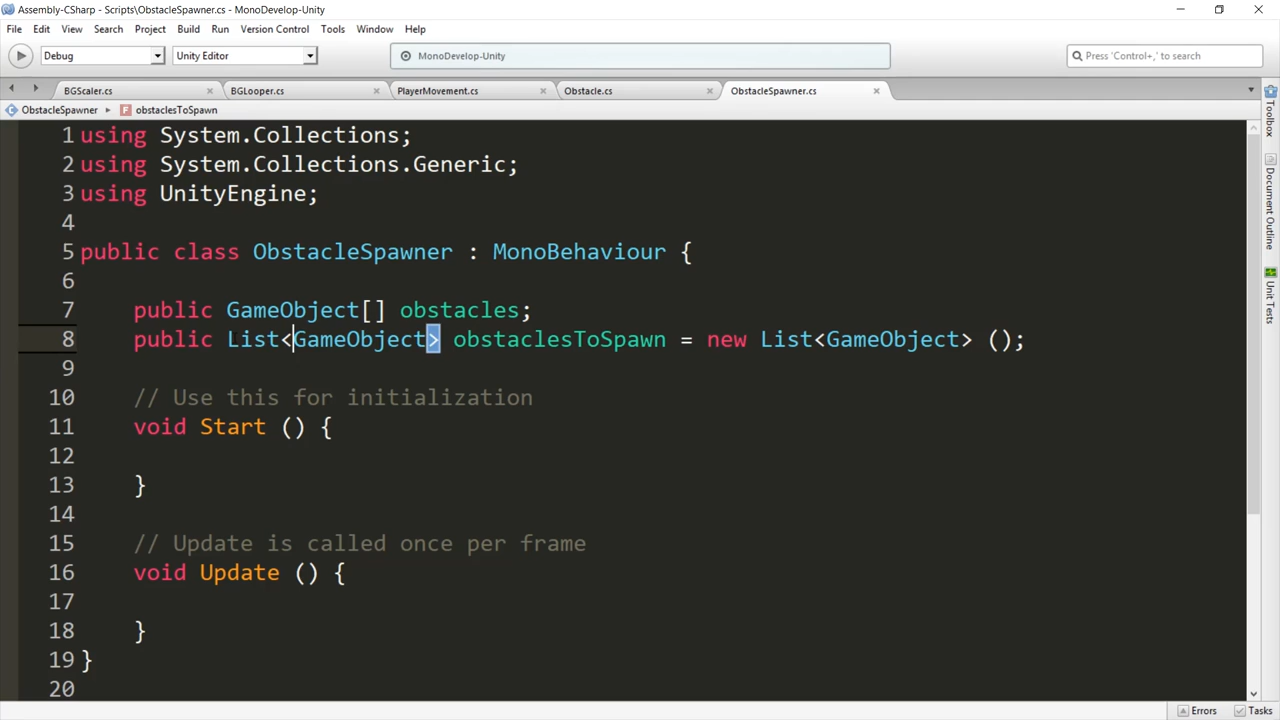 Assembly-CSharp - Scripts\ObstacleSpawner.cs - MonoDevelop-Unity
File Edit View Search Project Build Run Version Control Tools Window Help
Debug Unity Editor MonoDevelop-Unity Press 'Control+,' to search
BGScaler.cs BGLooper.cs PlayerMovement.cs Obstacle.cs ObstacleSpawner.cs
ObstacleSpawner obstaclesToSpawn
1 using System.Collections;
2 using System.Collections.Generic;
3 using UnityEngine;
4
5 public class ObstacleSpawner : MonoBehaviour {
6
7 public GameObject[] obstacles;
8 public List<GameObject> obstaclesToSpawn = new List<GameObject> ();
9
10 // Use this for initialization
11 void Start () {
12
13 }
14
15 // Update is called once per frame
16 void Update () {
17
18 }
19 }
20
Toolbox
Document Outline
Unit Tests
Errors Tasks